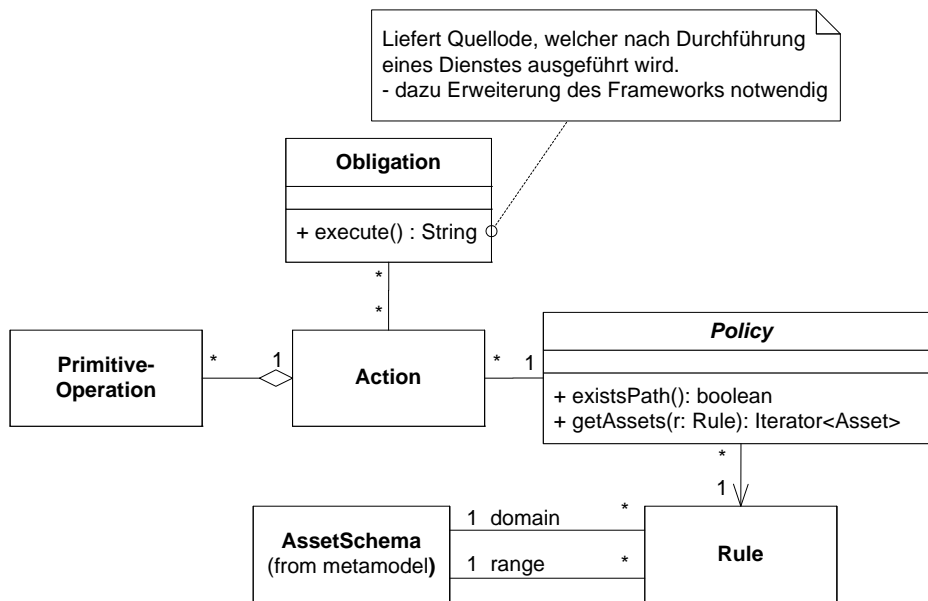 Liefert Quellode, welcher nach Durchführung
eines Dienstes ausgeführt wird.
- dazu Erweiterung des Frameworks notwendig
Obligation
+ execute() : String
*
*
Primitive-
Operation
* 1
Action
* 1
Policy
+ existsPath(): boolean
+ getAssets(r: Rule): Iterator<Asset>
*
1
AssetSchema
(from metamodel)
1 domain *
1 range *
Rule